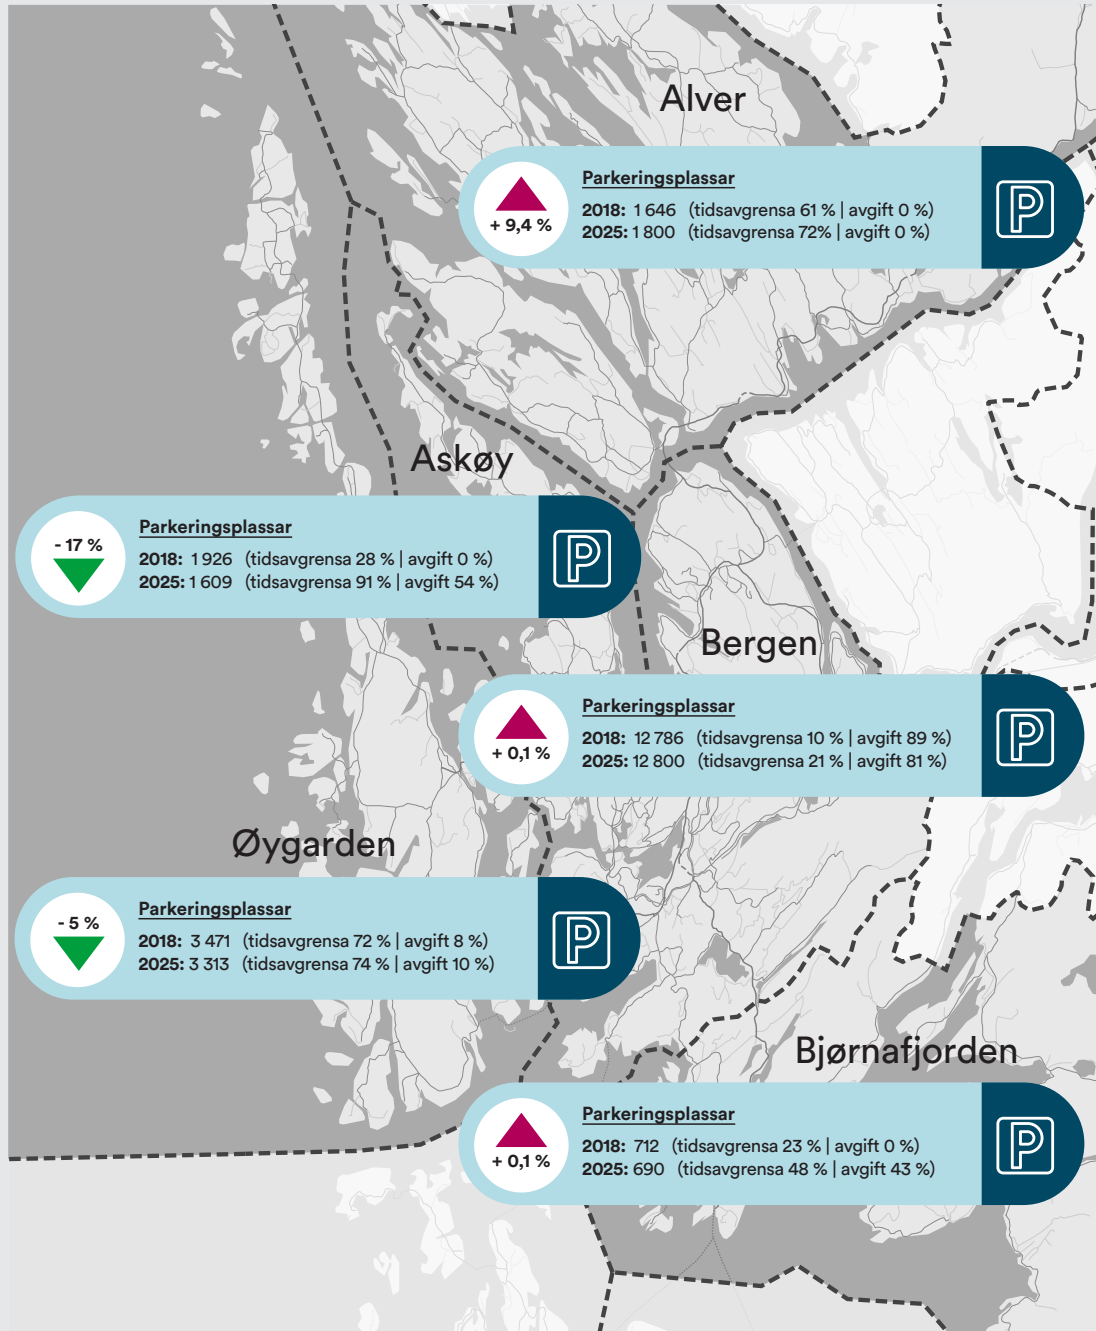 Alver
+ 9,4 %
Parkeringsplassar
2018: 1 646 (tidsavgrensa 61 % | avgift 0 %)
2025: 1 800 (tidsavgrensa 72% | avgift 0 %)
P
Askøy
- 17 %
Parkeringsplassar
2018: 1 926 (tidsavgrensa 28 % | avgift 0 %)
2025: 1 609 (tidsavgrensa 91 % | avgift 54 %)
P
Bergen
+ 0,1 %
Parkeringsplassar
2018: 12 786 (tidsavgrensa 10 % | avgift 89 %)
2025: 12 800 (tidsavgrensa 21 % | avgift 81 %)
P
Øygarden
- 5 %
Parkeringsplassar
2018: 3 471 (tidsavgrensa 72 % | avgift 8 %)
2025: 3 313 (tidsavgrensa 74 % | avgift 10 %)
P
Bjørnafjorden
+ 0,1 %
Parkeringsplassar
2018: 712 (tidsavgrensa 23 % | avgift 0 %)
2025: 690 (tidsavgrensa 48 % | avgift 43 %)
P